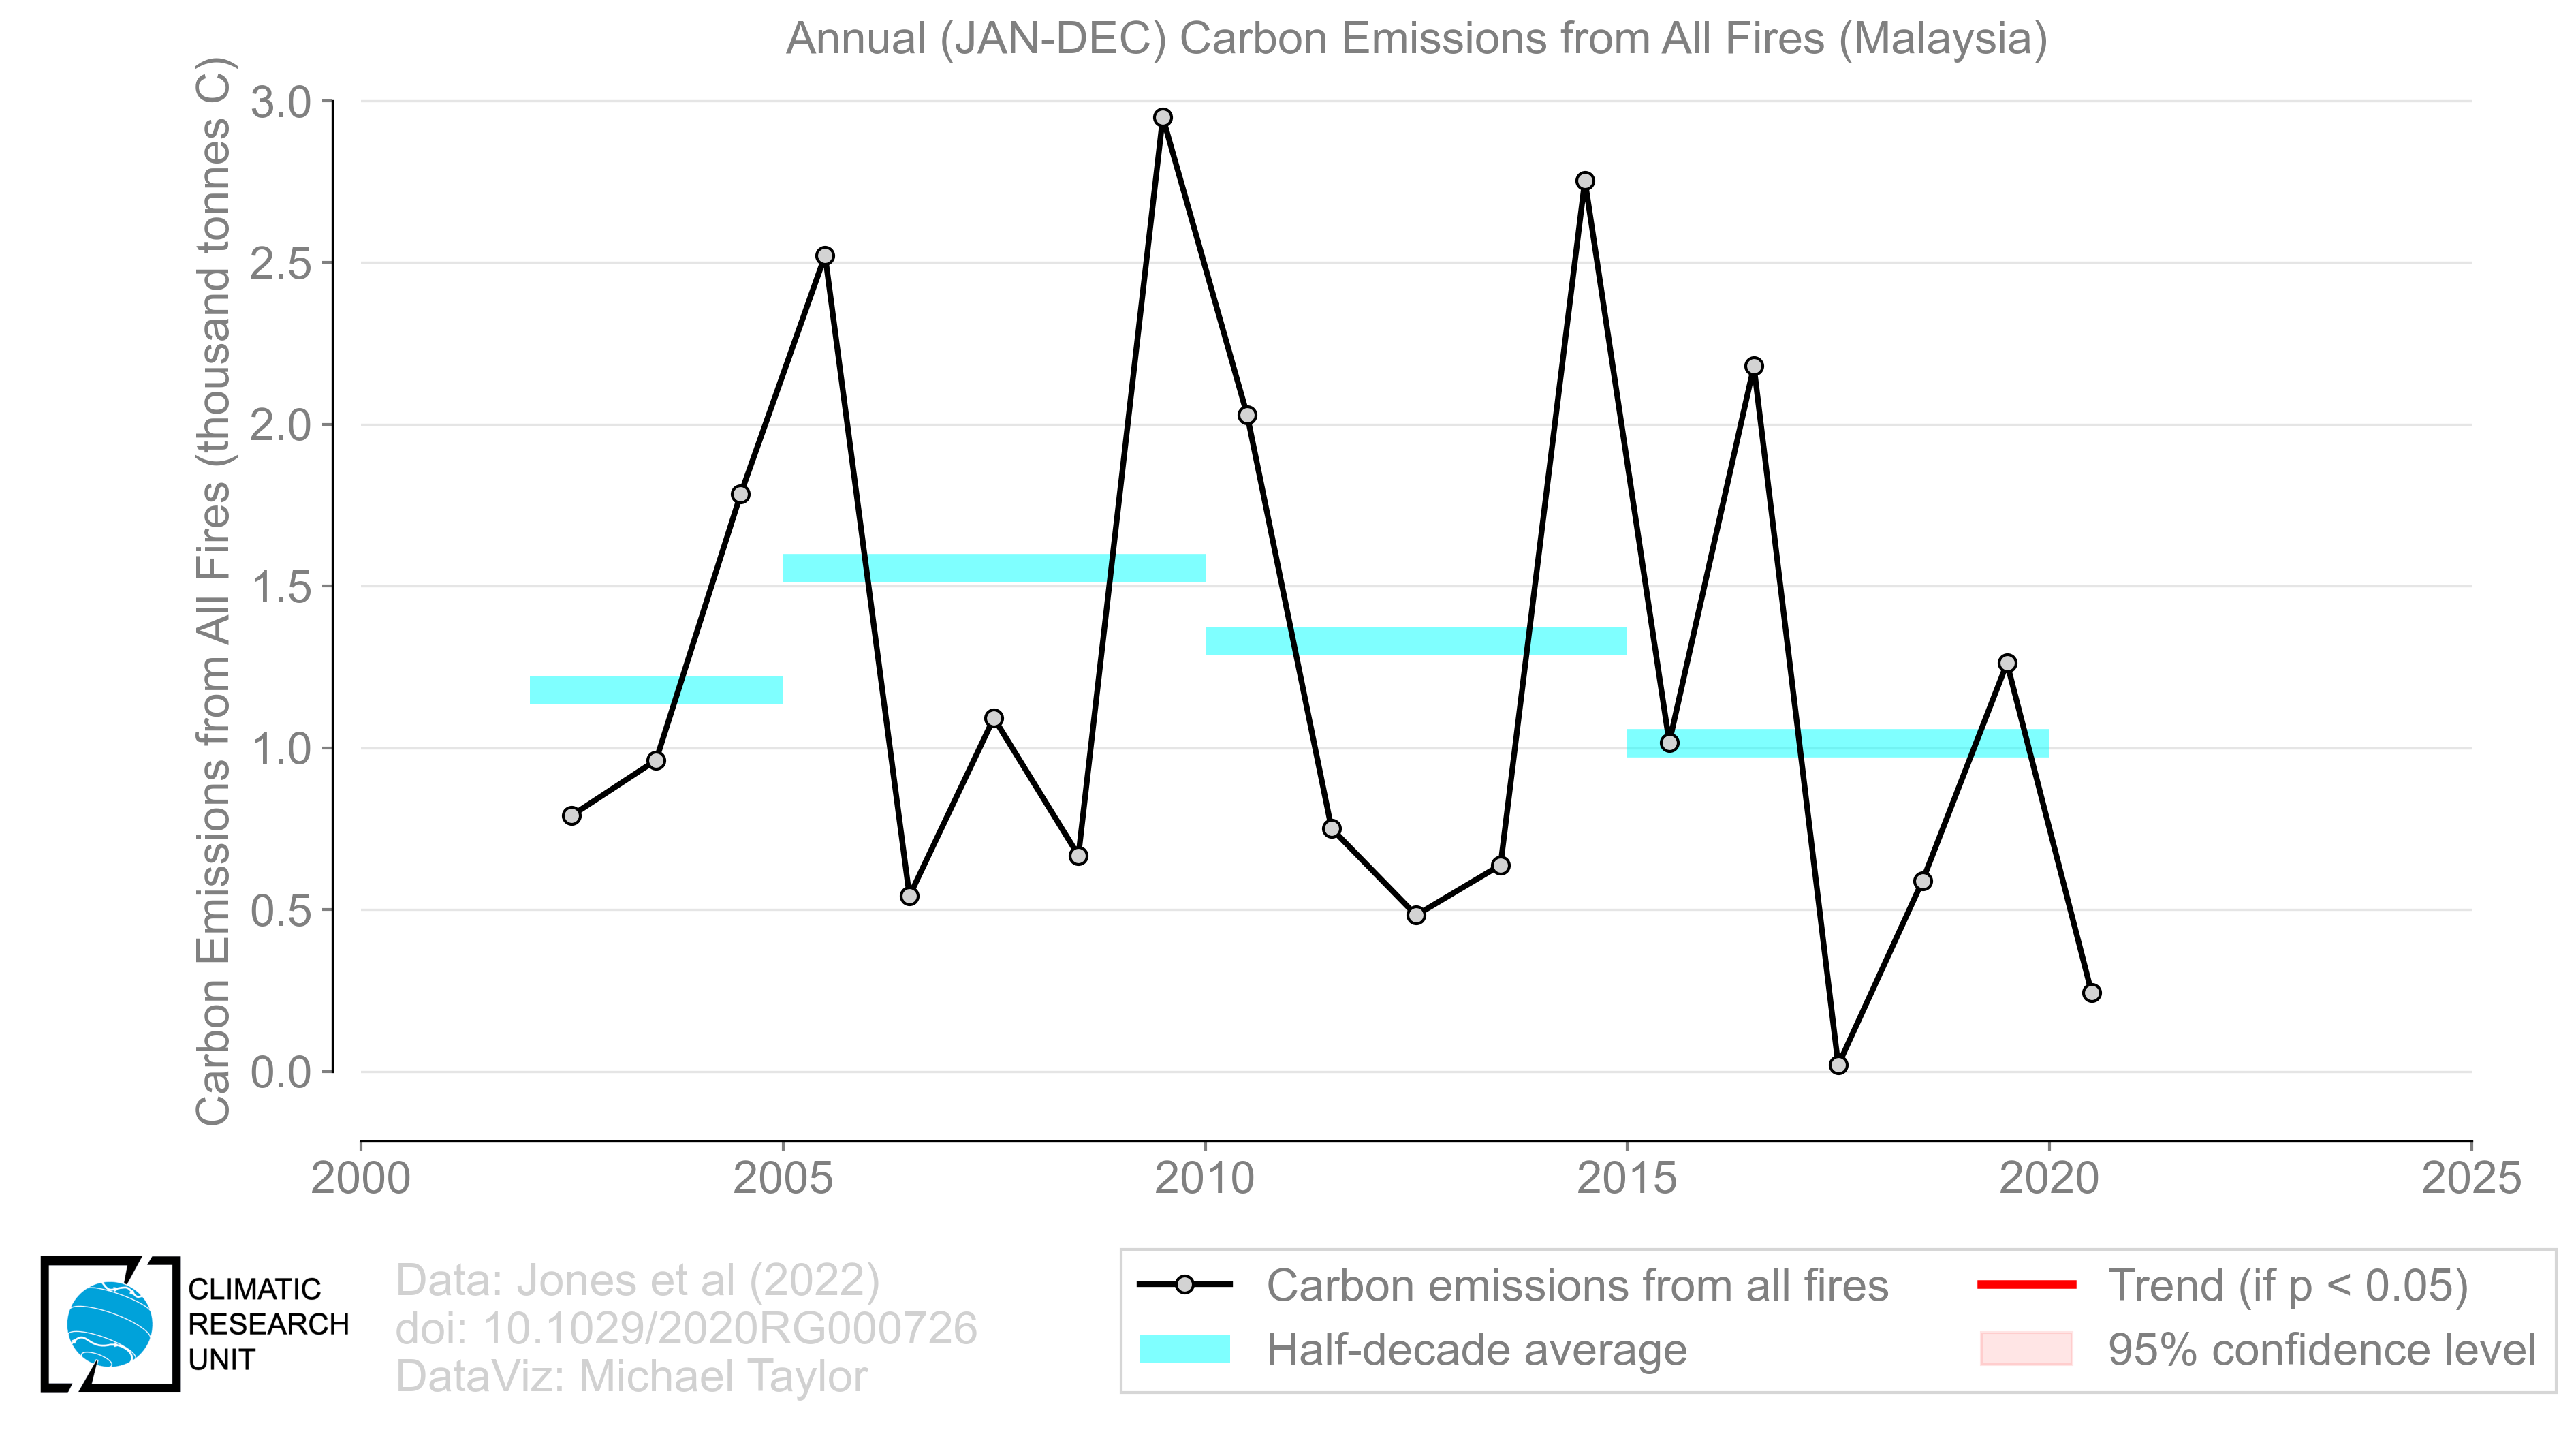 Annual (JAN-DEC) Carbon Emissions from All Fires (Malaysia)
Carbon Emissions from All Fires (thousand tonnes C)
3.0
2.5
2.0
1.5
1.0
0.5
0.0
2000 2005 2010 2015 2020 2025
CLIMATIC
RESEARCH
UNIT
Data: Jones et al (2022)
doi: 10.1029/2020RG000726
DataViz: Michael Taylor
Carbon emissions from all fires
Half-decade average
Trend (if p < 0.05)
95% confidence level